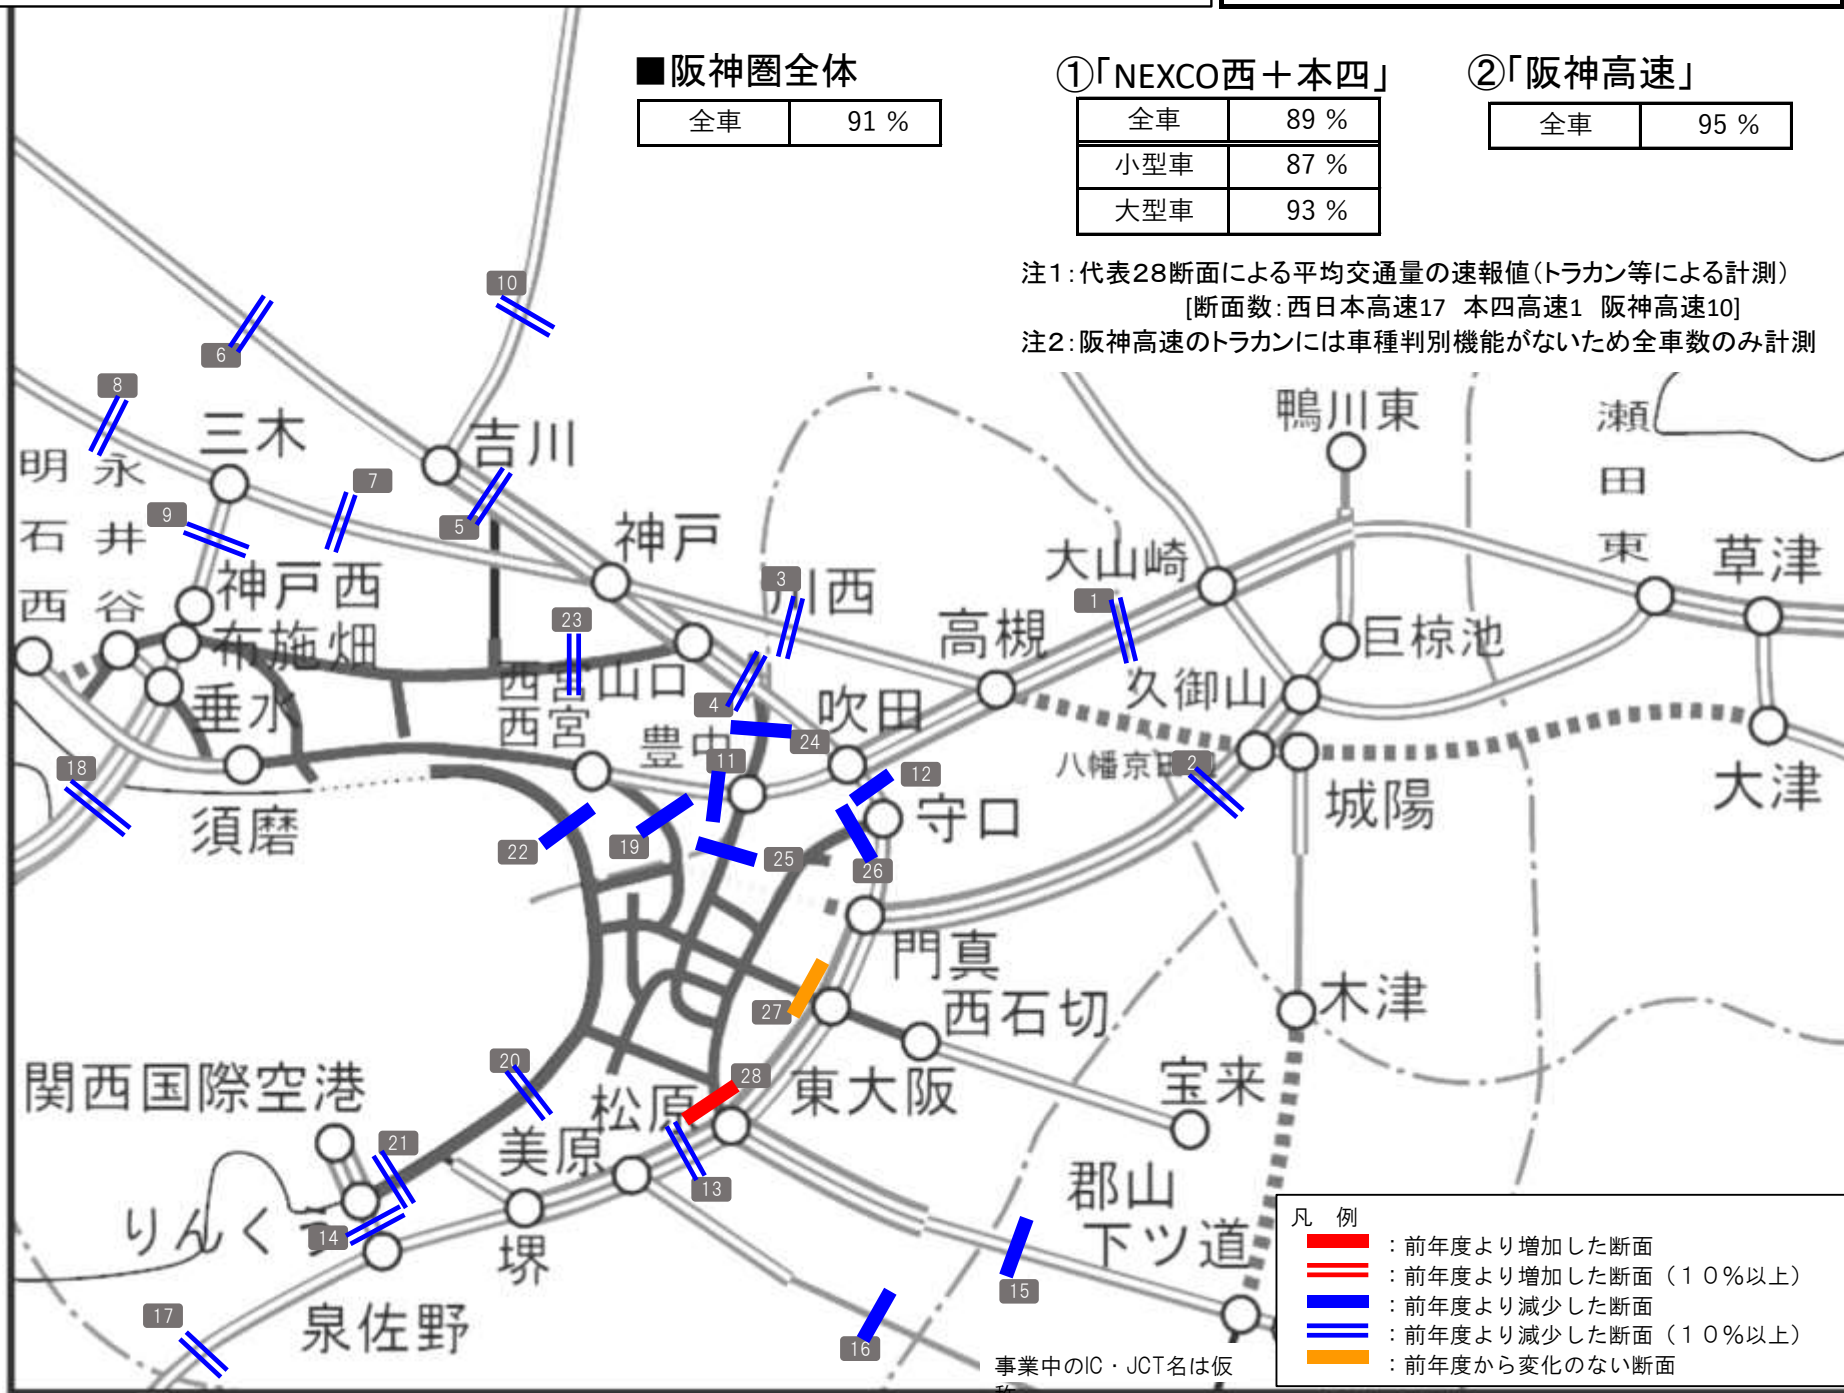 ■阪神圏全体
全車 91 %
①「NEXCO西＋本四」
全車 89 %
小型車 87 %
大型車 93 %
②「阪神高速」
全車 95 %
注1：代表28断面による平均交通量の速報値（トラカン等による計測）
[断面数：西日本高速17 本四高速1 阪神高速10]
注2：阪神高速のトラカンには車種判別機能がないため全車数のみ計測
10
6
8
三木
吉川
鴨川東
瀬田東
明石西
永井谷
7
9
5
神戸
大山崎
草津
神戸西
3
川西
1
高槻
布施畑
23
西宮山口
巨椋池
久御山
垂水
西宮
4
吹田
豊中
24
18
11
12
八幡京田
2
大津
須磨
守口
城陽
22
19
25
26
門真
27
西石切
木津
関西国際空港
20
松原
28
東大阪
宝来
21
美原
13
郡山下ツ道
りんくう
14
堺
15
17
泉佐野
16
事業中のIC・JCT名は仮
凡 例
：前年度より増加した断面
：前年度より増加した断面（１０％以上）
：前年度より減少した断面
：前年度より減少した断面（１０％以上）
：前年度から変化のない断面